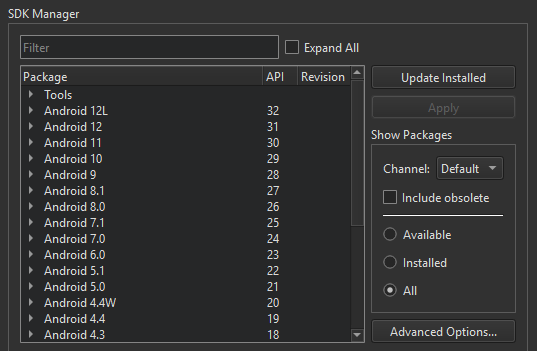 SDK Manager
Filter
Expand All
Package API Revision
Tools
Android 12L 32
Android 12 31
Android 11 30
Android 10 29
Android 9 28
Android 8.1 27
Android 8.0 26
Android 7.1 25
Android 7.0 24
Android 6.0 23
Android 5.1 22
Android 5.0 21
Android 4.4W 20
Android 4.4 19
Android 4.3 18
Update Installed
Apply
Show Packages
Channel: Default
Include obsolete
Available
Installed
All
Advanced Options...